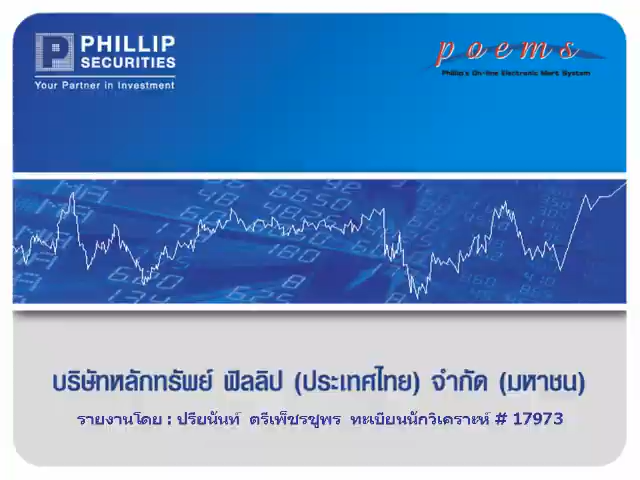 PHILLIP
SECURITIES
Your Partner in Investment
poems
Phillip's On-line Electronic Mart System
บริษัทหลักทรัพย์ ฟิลลิป (ประเทศไทย) จำกัด (มหาชน)
รายงานโดย : ปรียนันท์ ตรีเพ็ชรชูพร ทะเบียนนักวิเคราะห์ # 17973